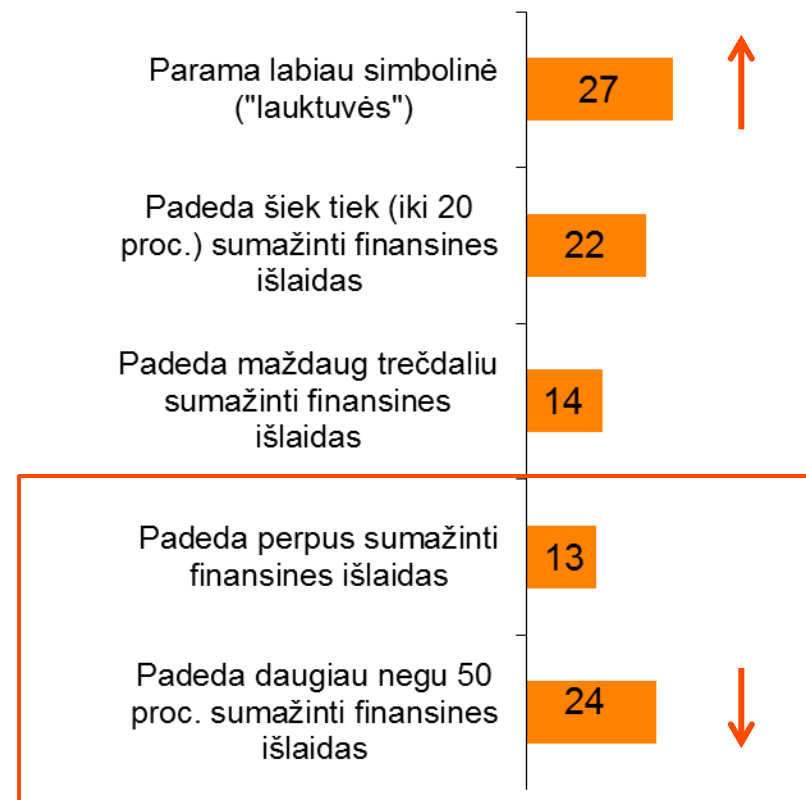 Parama labiau simbolinė
("lauktuvės")
27
Padeda šiek tiek (iki 20
proc.) sumažinti finansines
išlaidas
22
Padeda maždaug trečdaliu
sumažinti finansines
išlaidas
14
Padeda perpus sumažinti
finansines išlaidas
13
Padeda daugiau negu 50
proc. sumažinti finansines
išlaidas
24